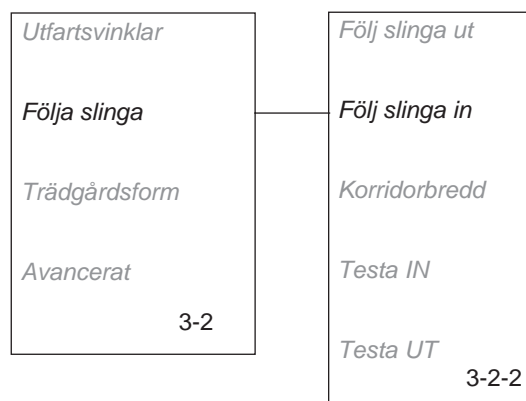 Utfartsvinklar
Följa slinga
Trädgårdsform
Avancerat
3-2
Följ slinga ut
Följ slinga in
Korridorbredd
Testa IN
Testa UT
3-2-2